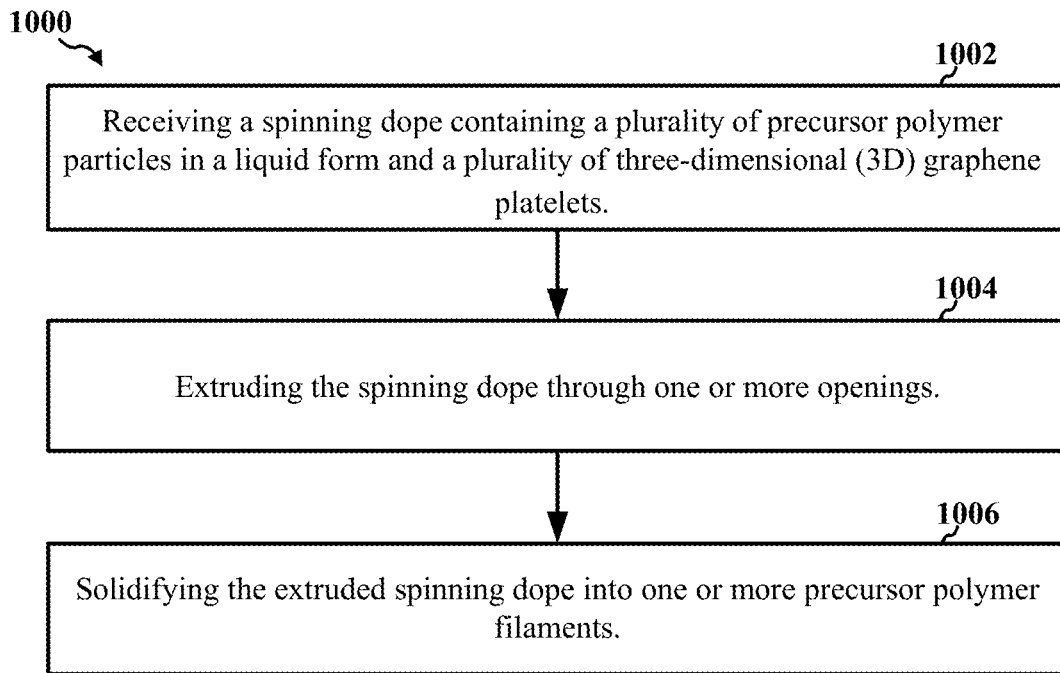 1000
1002
Receiving a spinning dope containing a plurality of precursor polymer
particles in a liquid form and a plurality of three-dimensional (3D) graphene
platelets.
1004
Extruding the spinning dope through one or more openings.
1006
Solidifying the extruded spinning dope into one or more precursor polymer
filaments.